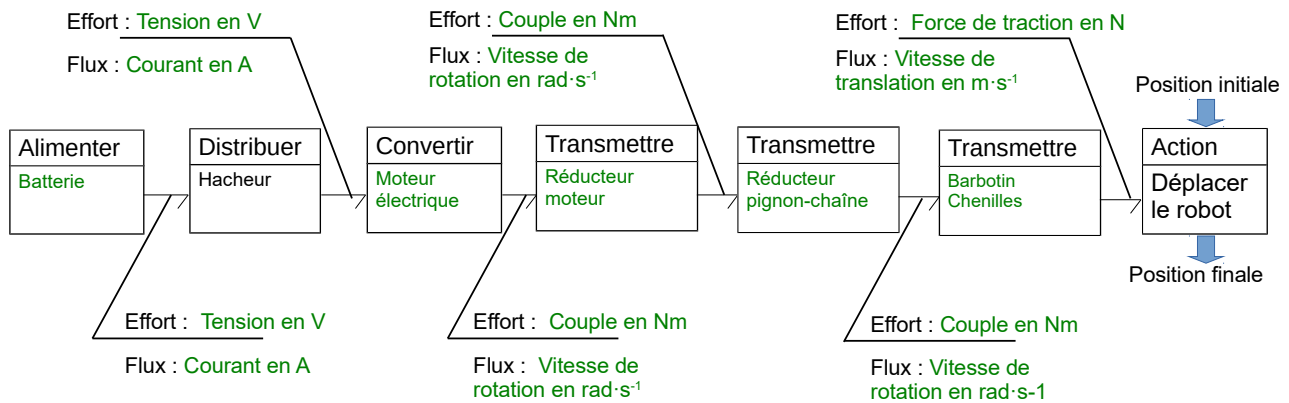 Effort : Tension en V
Flux : Courant en A
Effort : Couple en Nm
Flux : Vitesse de
rotation en rad·s⁻¹
Effort : Force de traction en N
Flux : Vitesse de
translation en m·s⁻¹
Position initiale
Alimenter
Batterie
Distribuer
Hacheur
Convertir
Moteur
électrique
Transmettre
Réducteur
moteur
Transmettre
Réducteur
pignon-chaîne
Transmettre
Barbotin
Chenilles
Action
Déplacer
le robot
Position finale
Effort : Tension en V
Flux : Courant en A
Effort : Couple en Nm
Flux : Vitesse de
rotation en rad·s⁻¹
Effort : Couple en Nm
Flux : Vitesse de
rotation en rad·s-1